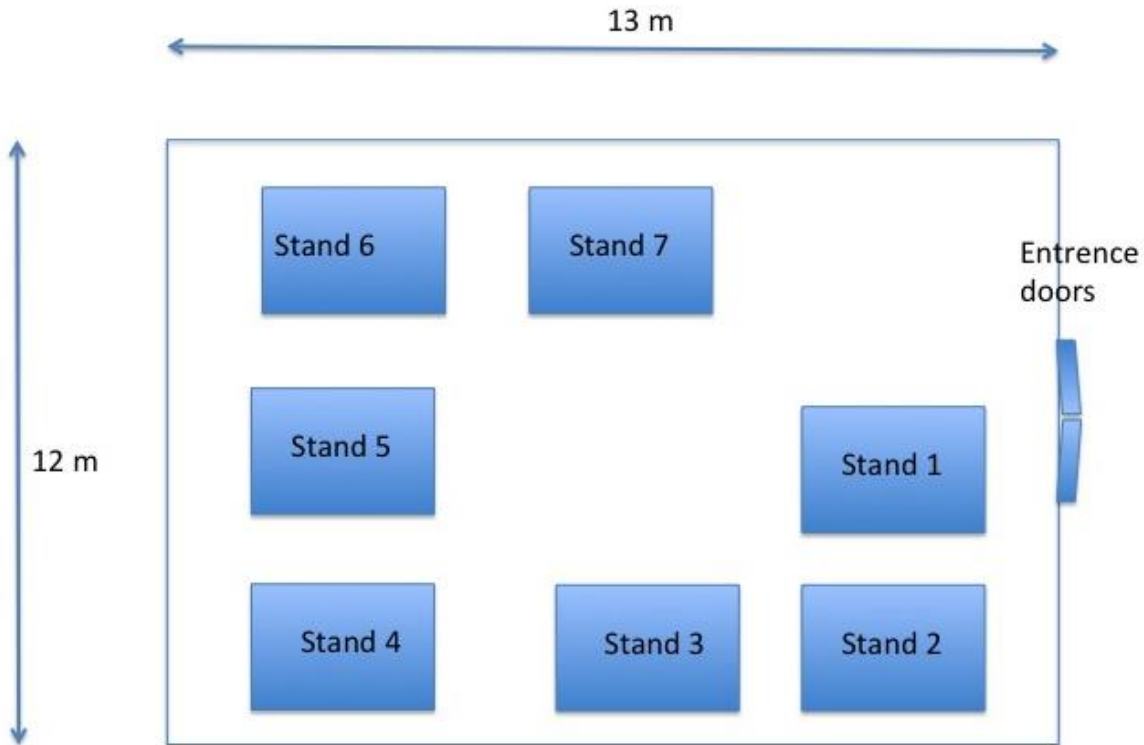 13 m
Stand 6
Stand 7
Entrence
doors
12 m
Stand 5
Stand 1
Stand 4
Stand 3
Stand 2